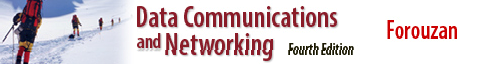 Data Communications
and Networking Fourth Edition
Forouzan